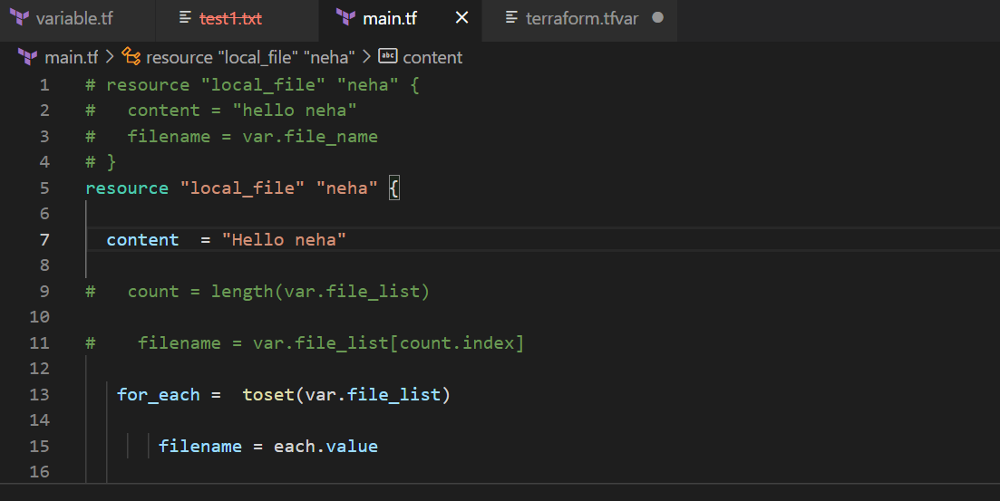 variable.tf test1.txt main.tf × terraform.tfvar
main.tf > resource "local_file" "neha" > abc content
1 # resource "local_file" "neha" {
2 #   content = "hello neha"
3 #   filename = var.file_name
4 # }
5 resource "local_file" "neha" {
6
7   content  = "Hello neha"
8
9 #   count = length(var.file_list)
10
11 #    filename = var.file_list[count.index]
12
13    for_each =  toset(var.file_list)
14
15        filename = each.value
16